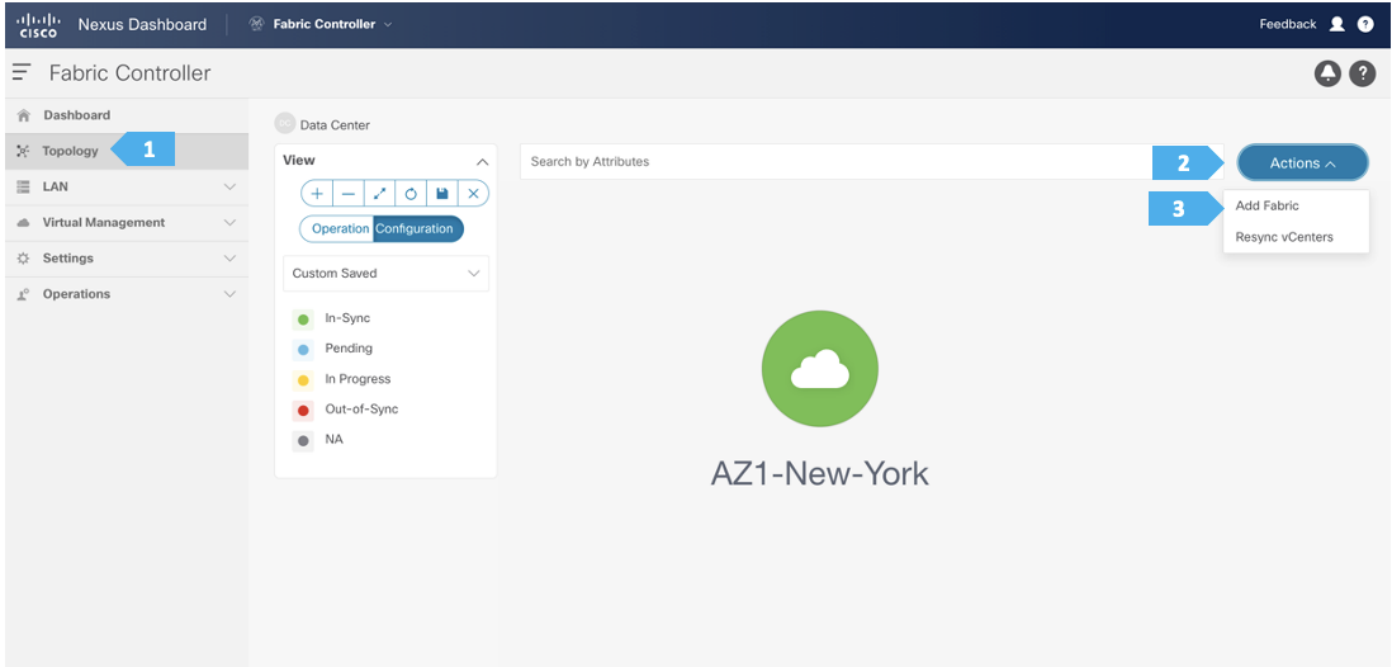 cisco Nexus Dashboard Fabric Controller Feedback ?
Fabric Controller ?
Dashboard
DC Data Center
Topology 1
View
Search by Attributes 2 Actions
LAN
3 Add Fabric
Virtual Management
Operation Configuration
Resync vCenters
Settings
Custom Saved
Operations
In-Sync
Pending
In Progress
Out-of-Sync
NA
AZ1-New-York